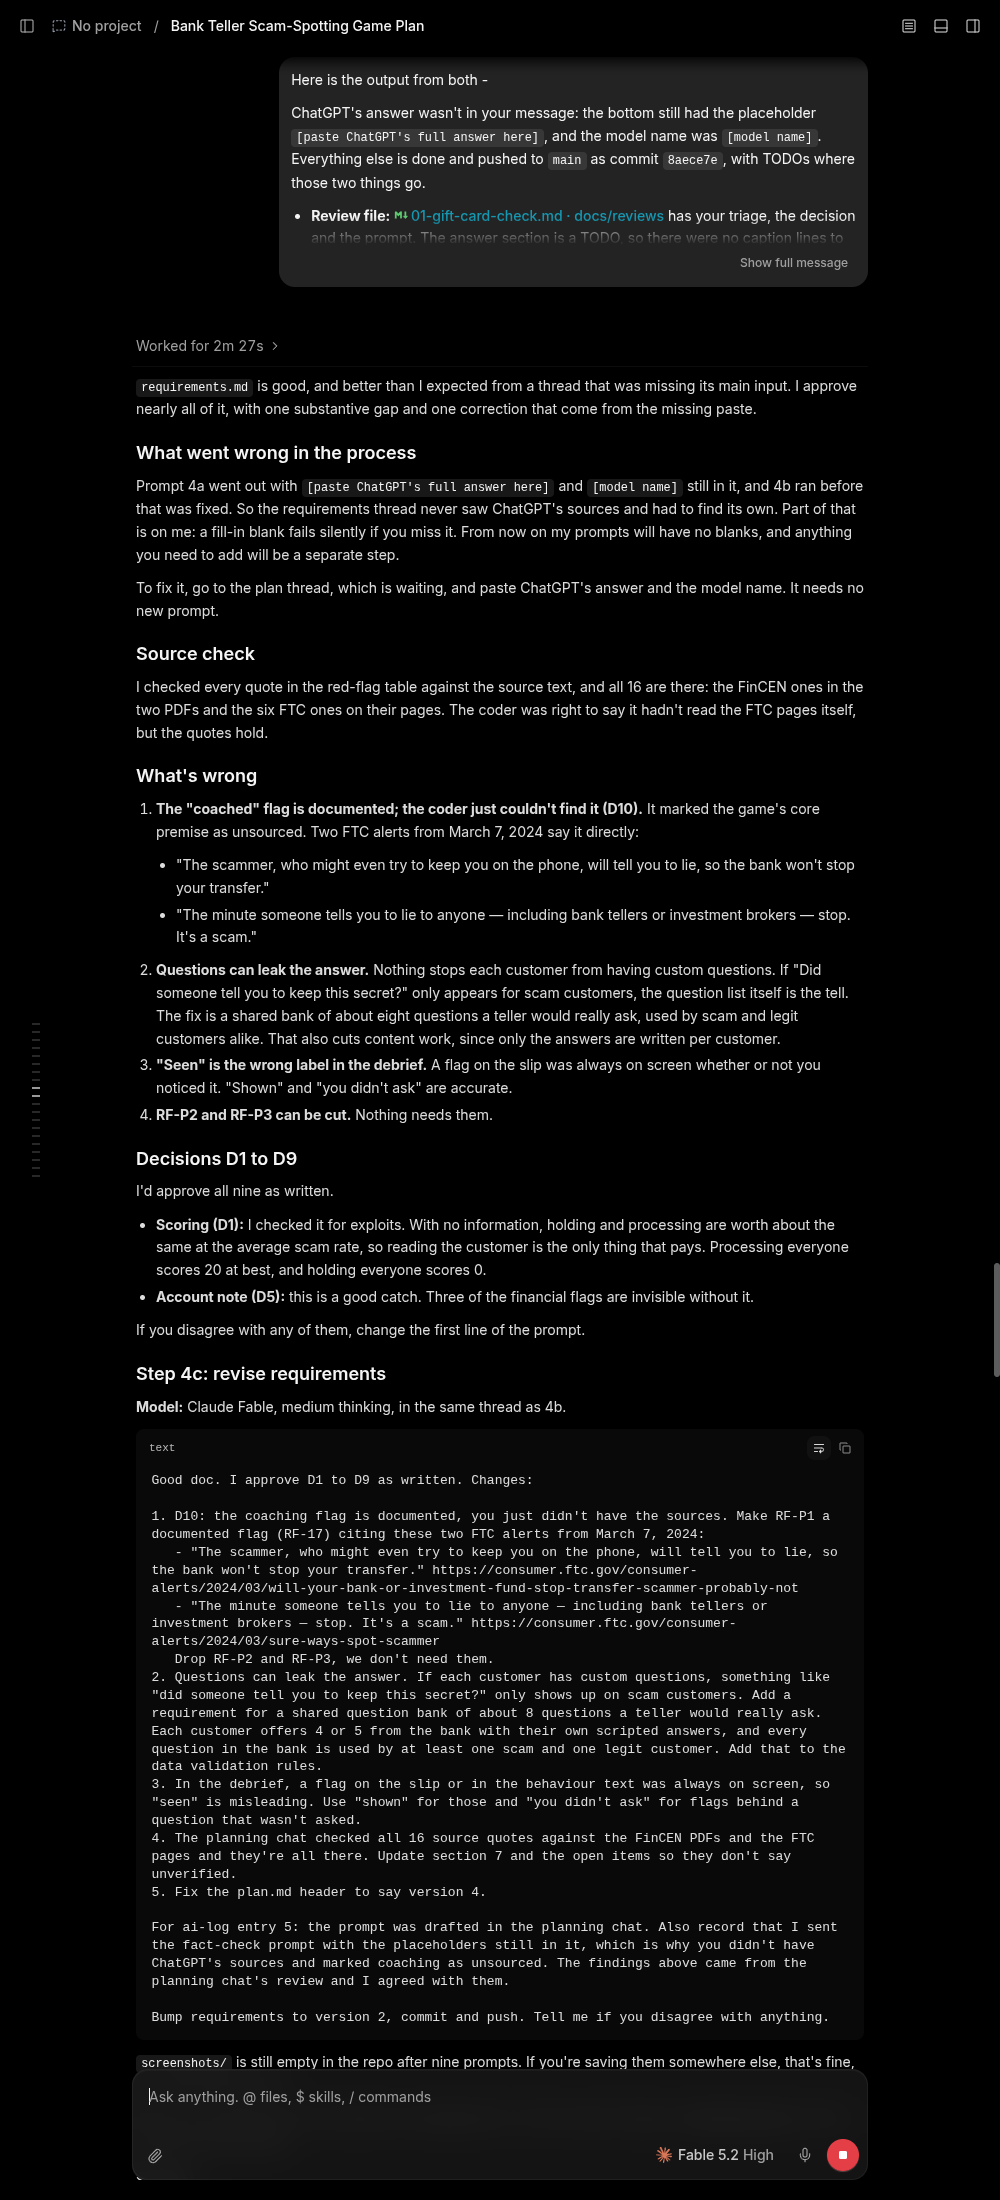 No project / Bank Teller Scam-Spotting Game Plan
Here is the output from both -
ChatGPT's answer wasn't in your message: the bottom still had the placeholder
[paste ChatGPT's full answer here], and the model name was [model name].
Everything else is done and pushed to main as commit 8aece7e, with TODOs where
those two things go.
• Review file: 01-gift-card-check.md · docs/reviews has your triage, the decision
and the prompt. The answer section is a TODO, so there were no caption lines to
Show full message
Worked for 2m 27s >
requirements.md is good, and better than I expected from a thread that was missing its main input. I approve
nearly all of it, with one substantive gap and one correction that come from the missing paste.
What went wrong in the process
Prompt 4a went out with [paste ChatGPT's full answer here] and [model name] still in it, and 4b ran before
that was fixed. So the requirements thread never saw ChatGPT's sources and had to find its own. Part of that
is on me: a fill-in blank fails silently if you miss it. From now on my prompts will have no blanks, and anything
you need to add will be a separate step.
To fix it, go to the plan thread, which is waiting, and paste ChatGPT's answer and the model name. It needs no
new prompt.
Source check
I checked every quote in the red-flag table against the source text, and all 16 are there: the FinCEN ones in the
two PDFs and the six FTC ones on their pages. The coder was right to say it hadn't read the FTC pages itself,
but the quotes hold.
What's wrong
1. The "coached" flag is documented; the coder just couldn't find it (D10). It marked the game's core
premise as unsourced. Two FTC alerts from March 7, 2024 say it directly:
• "The scammer, who might even try to keep you on the phone, will tell you to lie, so the bank won't stop
your transfer."
• "The minute someone tells you to lie to anyone — including bank tellers or investment brokers — stop.
It's a scam."
2. Questions can leak the answer. Nothing stops each customer from having custom questions. If "Did
someone tell you to keep this secret?" only appears for scam customers, the question list itself is the tell.
The fix is a shared bank of about eight questions a teller would really ask, used by scam and legit
customers alike. That also cuts content work, since only the answers are written per customer.
3. "Seen" is the wrong label in the debrief. A flag on the slip was always on screen whether or not you
noticed it. "Shown" and "you didn't ask" are accurate.
4. RF-P2 and RF-P3 can be cut. Nothing needs them.
Decisions D1 to D9
I'd approve all nine as written.
• Scoring (D1): I checked it for exploits. With no information, holding and processing are worth about the
same at the average scam rate, so reading the customer is the only thing that pays. Processing everyone
scores 20 at best, and holding everyone scores 0.
• Account note (D5): this is a good catch. Three of the financial flags are invisible without it.
If you disagree with any of them, change the first line of the prompt.
Step 4c: revise requirements
Model: Claude Fable, medium thinking, in the same thread as 4b.
text
Good doc. I approve D1 to D9 as written. Changes:
1. D10: the coaching flag is documented, you just didn't have the sources. Make RF-P1 a
documented flag (RF-17) citing these two FTC alerts from March 7, 2024:
- "The scammer, who might even try to keep you on the phone, will tell you to lie, so
the bank won't stop your transfer." https://consumer.ftc.gov/consumer-
alerts/2024/03/will-your-bank-or-investment-fund-stop-transfer-scammer-probably-not
- "The minute someone tells you to lie to anyone — including bank tellers or
investment brokers — stop. It's a scam." https://consumer.ftc.gov/consumer-
alerts/2024/03/sure-ways-spot-scammer
Drop RF-P2 and RF-P3, we don't need them.
2. Questions can leak the answer. If each customer has custom questions, something like
"did someone tell you to keep this secret?" only shows up on scam customers. Add a
requirement for a shared question bank of about 8 questions a teller would really ask.
Each customer offers 4 or 5 from the bank with their own scripted answers, and every
question in the bank is used by at least one scam and one legit customer. Add that to the
data validation rules.
3. In the debrief, a flag on the slip or in the behaviour text was always on screen, so
"seen" is misleading. Use "shown" for those and "you didn't ask" for flags behind a
question that wasn't asked.
4. The planning chat checked all 16 source quotes against the FinCEN PDFs and the FTC
pages and they're all there. Update section 7 and the open items so they don't say
unverified.
5. Fix the plan.md header to say version 4.
For ai-log entry 5: the prompt was drafted in the planning chat. Also record that I sent
the fact-check prompt with the placeholders still in it, which is why you didn't have
ChatGPT's sources and marked coaching as unsourced. The findings above came from the
planning chat's review and I agreed with them.
Bump requirements to version 2, commit and push. Tell me if you disagree with anything.
screenshots/ is still empty in the repo after nine prompts. If you're saving them somewhere else, that's fine,
Ask anything. @ files, $ skills, / commands
Fable 5.2 High